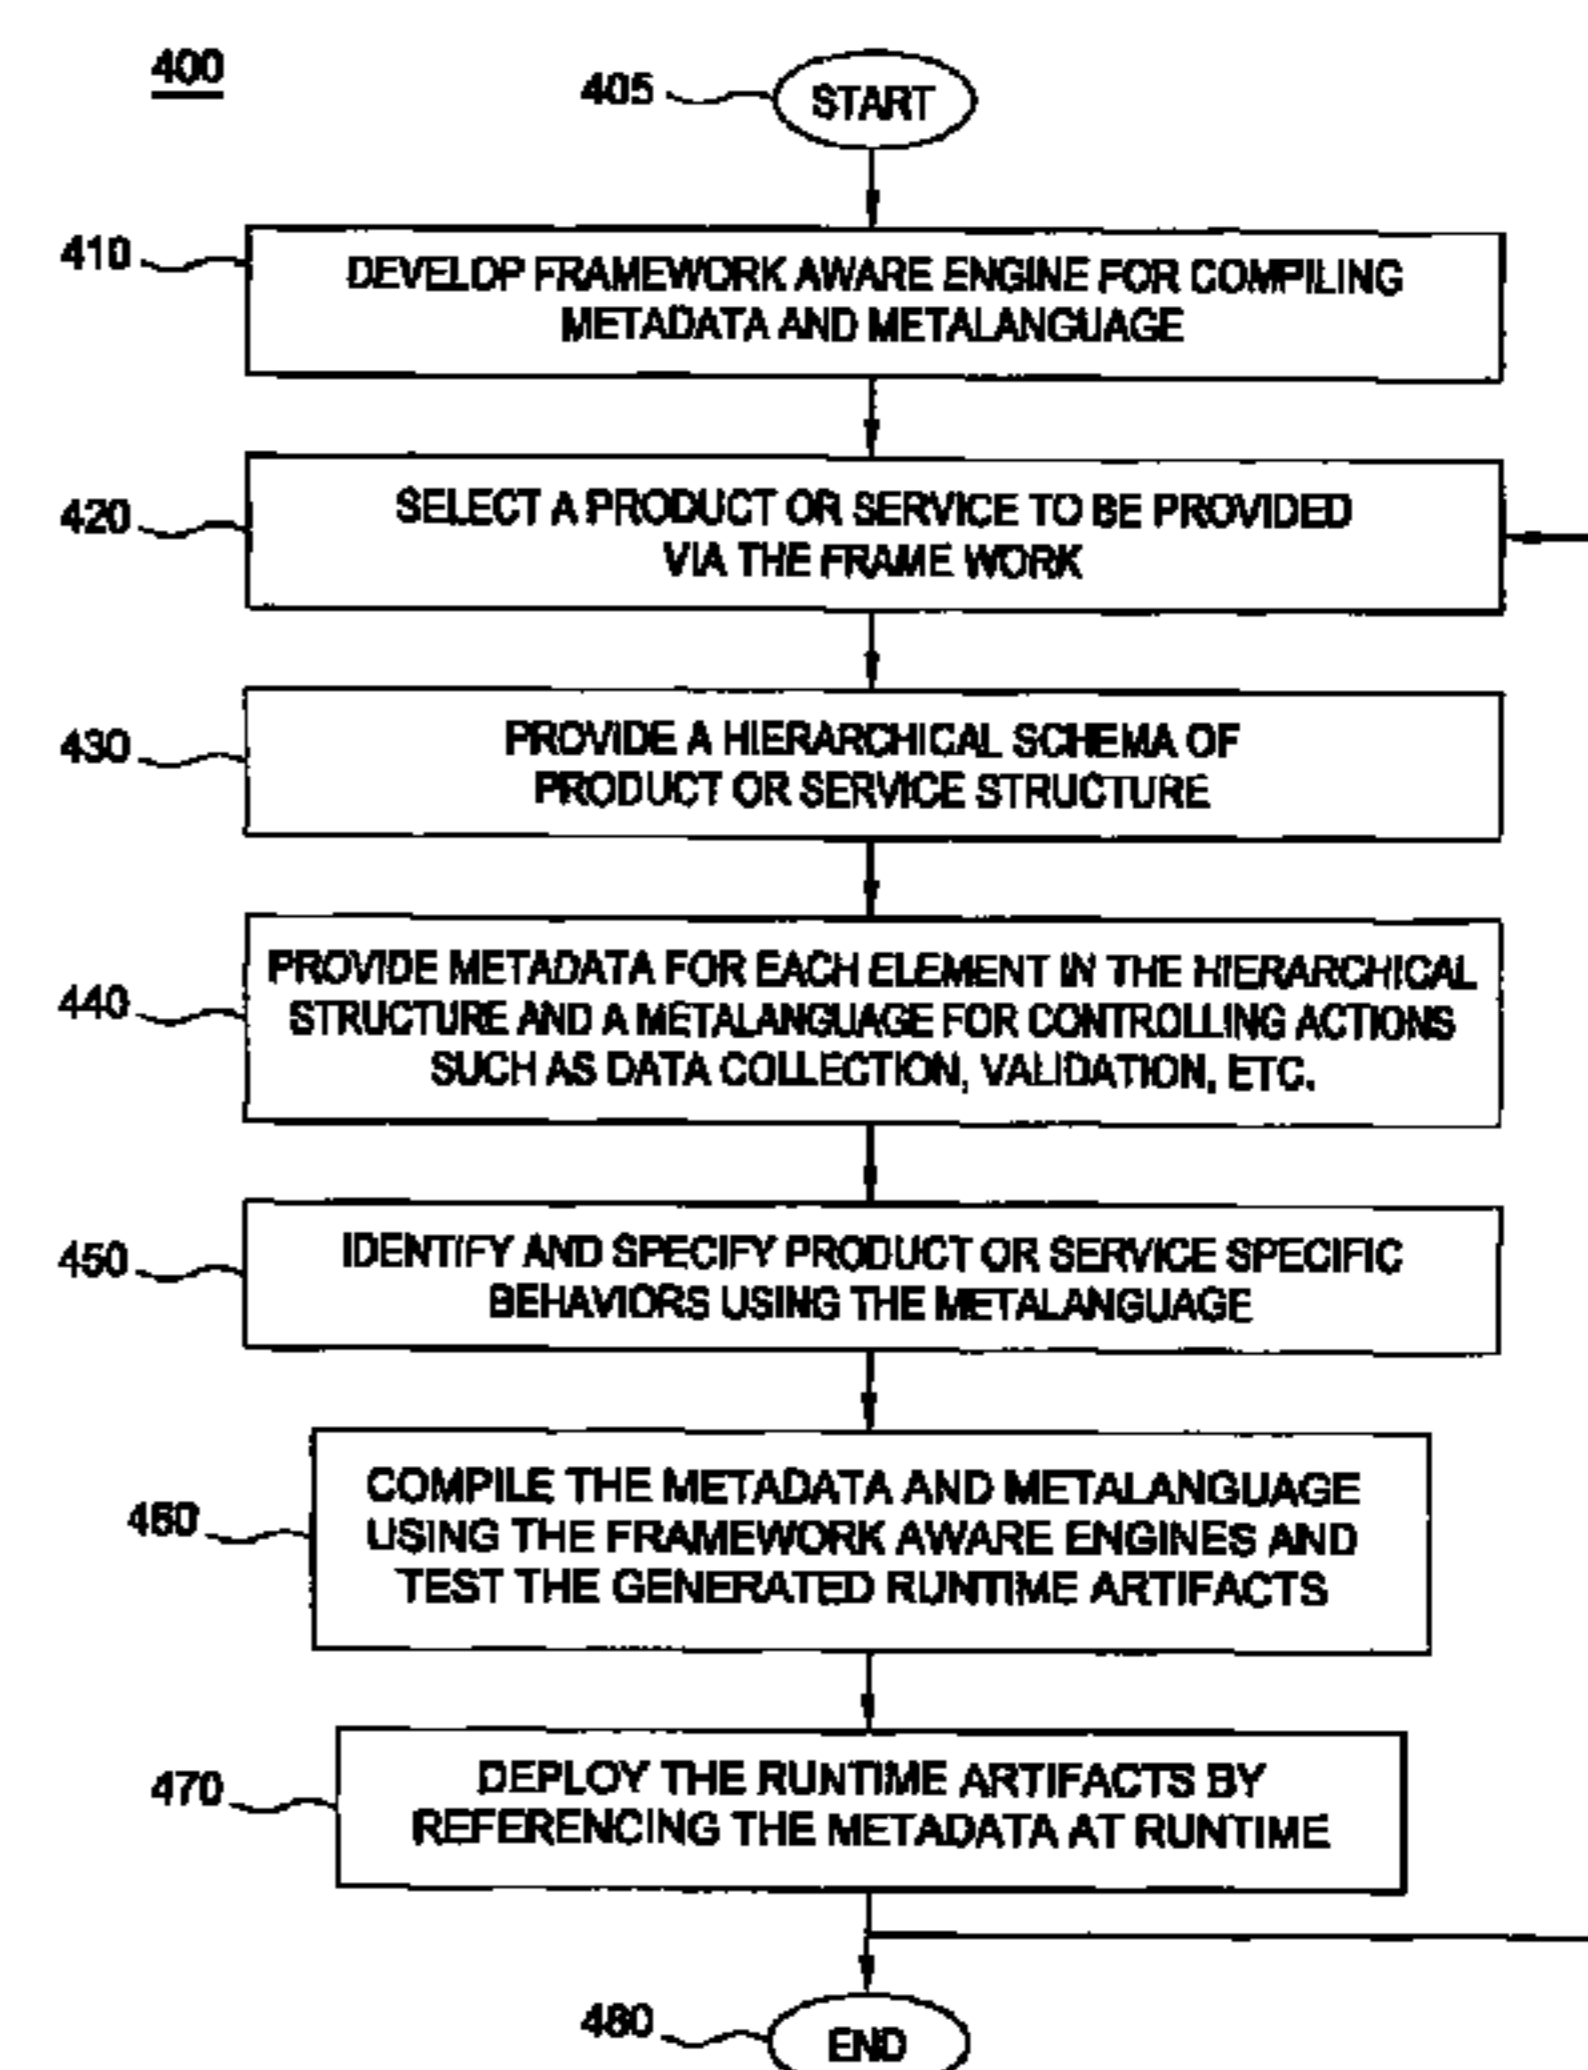 400
405
START
410
DEVELOP FRAMEWORK AWARE ENGINE FOR COMPILING
METADATA AND METALANGUAGE
420
SELECT A PRODUCT OR SERVICE TO BE PROVIDED
VIA THE FRAME WORK
430
PROVIDE A HIERARCHICAL SCHEMA OF
PRODUCT OR SERVICE STRUCTURE
440
PROVIDE METADATA FOR EACH ELEMENT IN THE HIERARCHICAL
STRUCTURE AND A METALANGUAGE FOR CONTROLLING ACTIONS
SUCH AS DATA COLLECTION, VALIDATION, ETC.
450
IDENTIFY AND SPECIFY PRODUCT OR SERVICE SPECIFIC
BEHAVIORS USING THE METALANGUAGE
460
COMPILE THE METADATA AND METALANGUAGE
USING THE FRAMEWORK AWARE ENGINES AND
TEST THE GENERATED RUNTIME ARTIFACTS
470
DEPLOY THE RUNTIME ARTIFACTS BY
REFERENCING THE METADATA AT RUNTIME
480
END